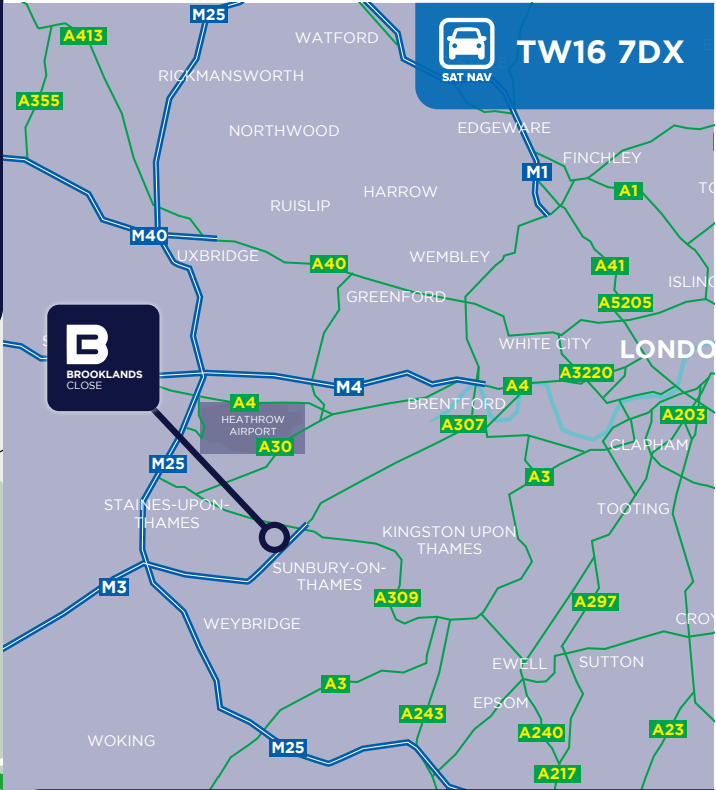 M25
A413
WATFORD
SAT NAV
TW16 7DX
RICKMANSWORTH
A355
NORTHWOOD
EDGEWARE
FINCHLEY
M1
A1
HARROW
RUISLIP
M40
UXBRIDGE
A40
WEMBLEY
A41
GREENFORD
A5205
WHITE CITY
LONDO
BROOKLANDS
CLOSE
M4
A4
A3220
A4
BRENTFORD
A203
HEATHROW
AIRPORT
A307
A30
CLAPHAM
M25
A3
STAINES-UPON-
THAMES
TOOTING
KINGSTON UPON
THAMES
SUNBURY-ON-
THAMES
M3
A309
A297
WEYBRIDGE
CROY
EWELL
SUTTON
A3
EPSOM
A243
A240
A23
WOKING
M25
A217